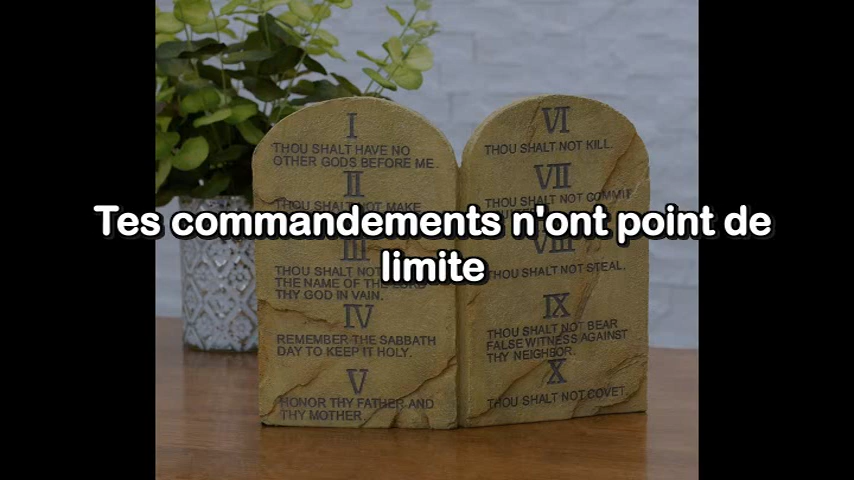 Tes commandements n'ont point de
limite
I
THOU SHALT HAVE NO
OTHER GODS BEFORE ME.
II
THOU SHALT NOT MAKE
III
THOU SHALT NOT
THE NAME OF THE LORD
THY GOD IN VAIN.
IV
REMEMBER THE SABBATH
DAY TO KEEP IT HOLY.
V
HONOR THY FATHER AND
THY MOTHER
VI
THOU SHALT NOT KILL.
VII
THOU SHALT NOT COMMIT
VIII
THOU SHALT NOT STEAL.
IX
THOU SHALT NOT BEAR
FALSE WITNESS AGAINST
THY NEIGHBOR.
X
THOU SHALT NOT COVET.